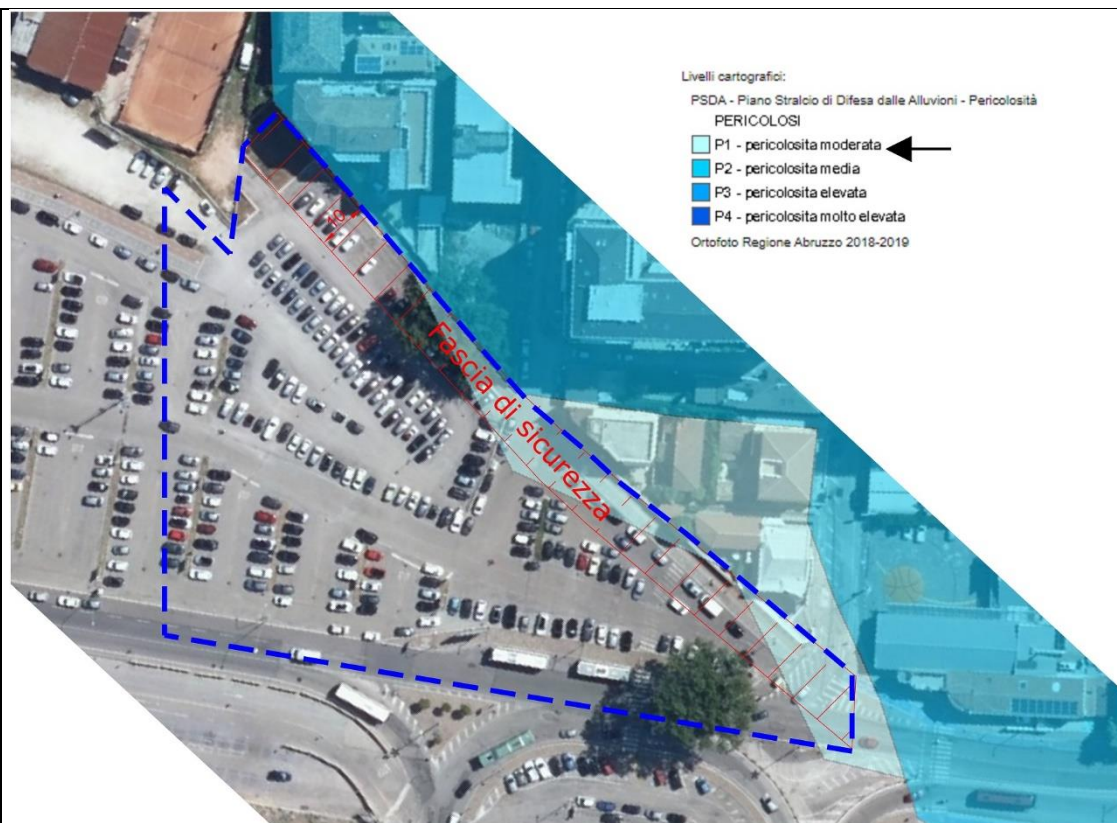 Livelli cartografici:
PSDA - Piano Stralcio di Difesa dalle Alluvioni - Pericolosità
PERICOLOSI
P1 - pericolosita moderata
P2 - pericolosita media
P3 - pericolosita elevata
P4 - pericolosita molto elevata
Ortofoto Regione Abruzzo 2018-2019
10
Fascia di sicurezza